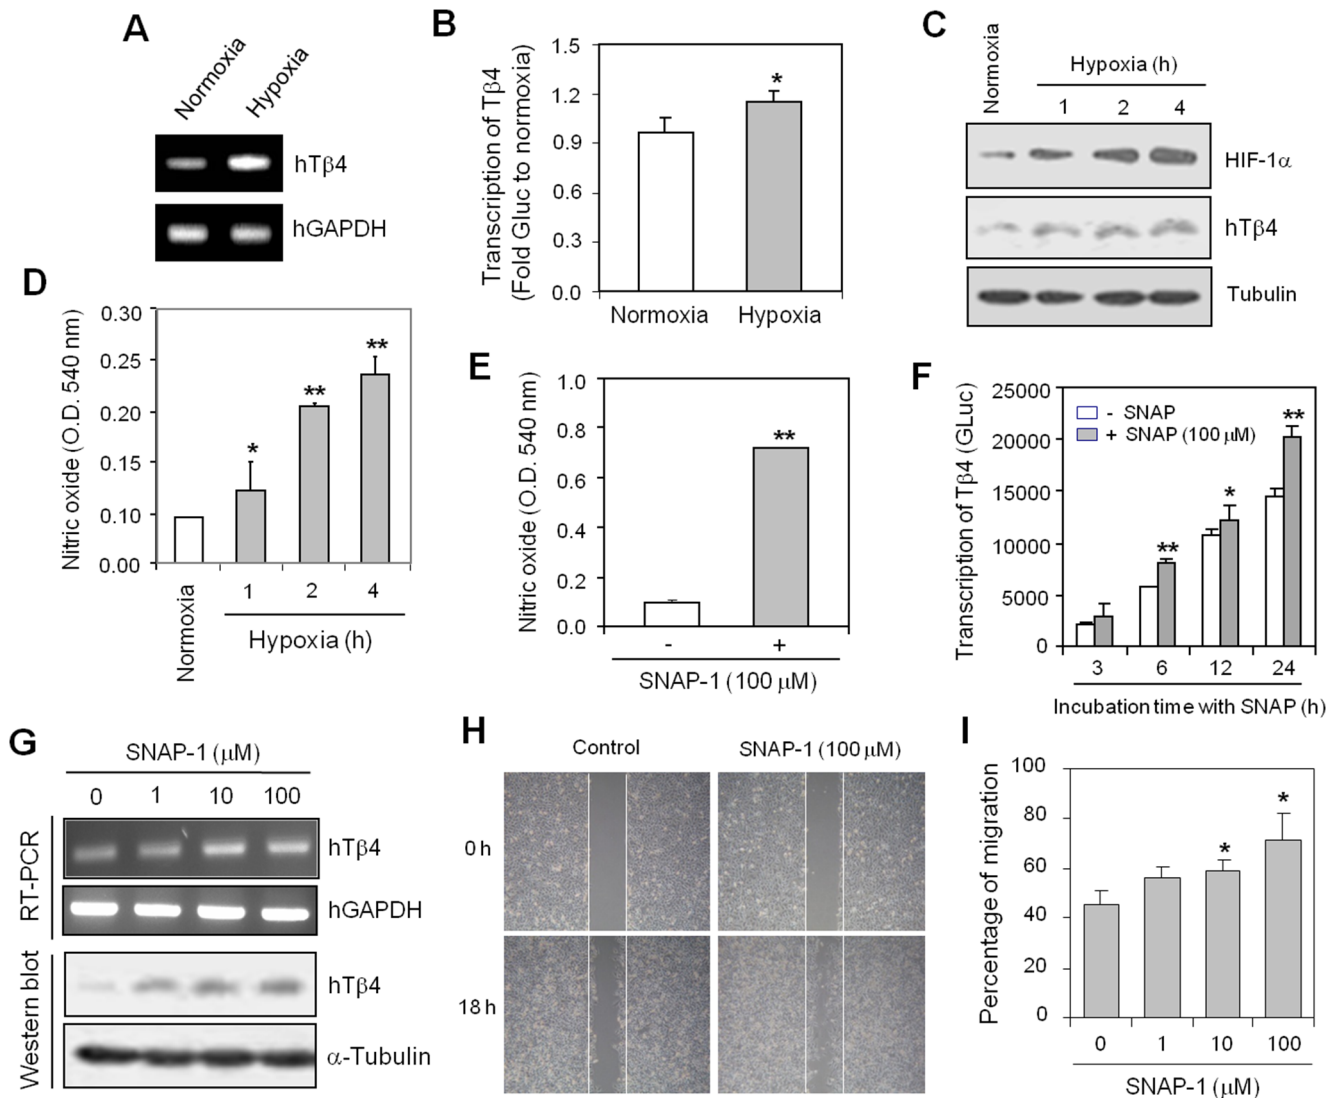 A
Normoxia
Hypoxia
hTβ4
hGAPDH
B
Transcription of Tβ4
(Fold Gluc to normoxia)
1.5
1.2
0.9
0.6
0.3
0.0
*
Normoxia Hypoxia
C
Normoxia
Hypoxia (h)
1 2 4
HIF-1α
hTβ4
Tubulin
D
Nitric oxide (O.D. 540 nm)
0.30
0.25
0.20
0.15
0.10
0.00
*
**
**
Normoxia
1 2 4
Hypoxia (h)
E
Nitric oxide (O.D. 540 nm)
1.0
0.8
0.6
0.4
0.2
0.0
**
- +
SNAP-1 (100 μM)
F
Transcription of Tβ4 (GLuc)
25000
20000
15000
10000
5000
0
- SNAP
+ SNAP (100 μM)
**
*
**
3 6 12 24
Incubation time with SNAP (h)
G
SNAP-1 (μM)
0 1 10 100
RT-PCR
hTβ4
hGAPDH
Western blot
hTβ4
α-Tubulin
H
Control SNAP-1 (100 μM)
0 h
18 h
I
Percentage of migration
100
80
60
40
20
0
*
*
0 1 10 100
SNAP-1 (μM)